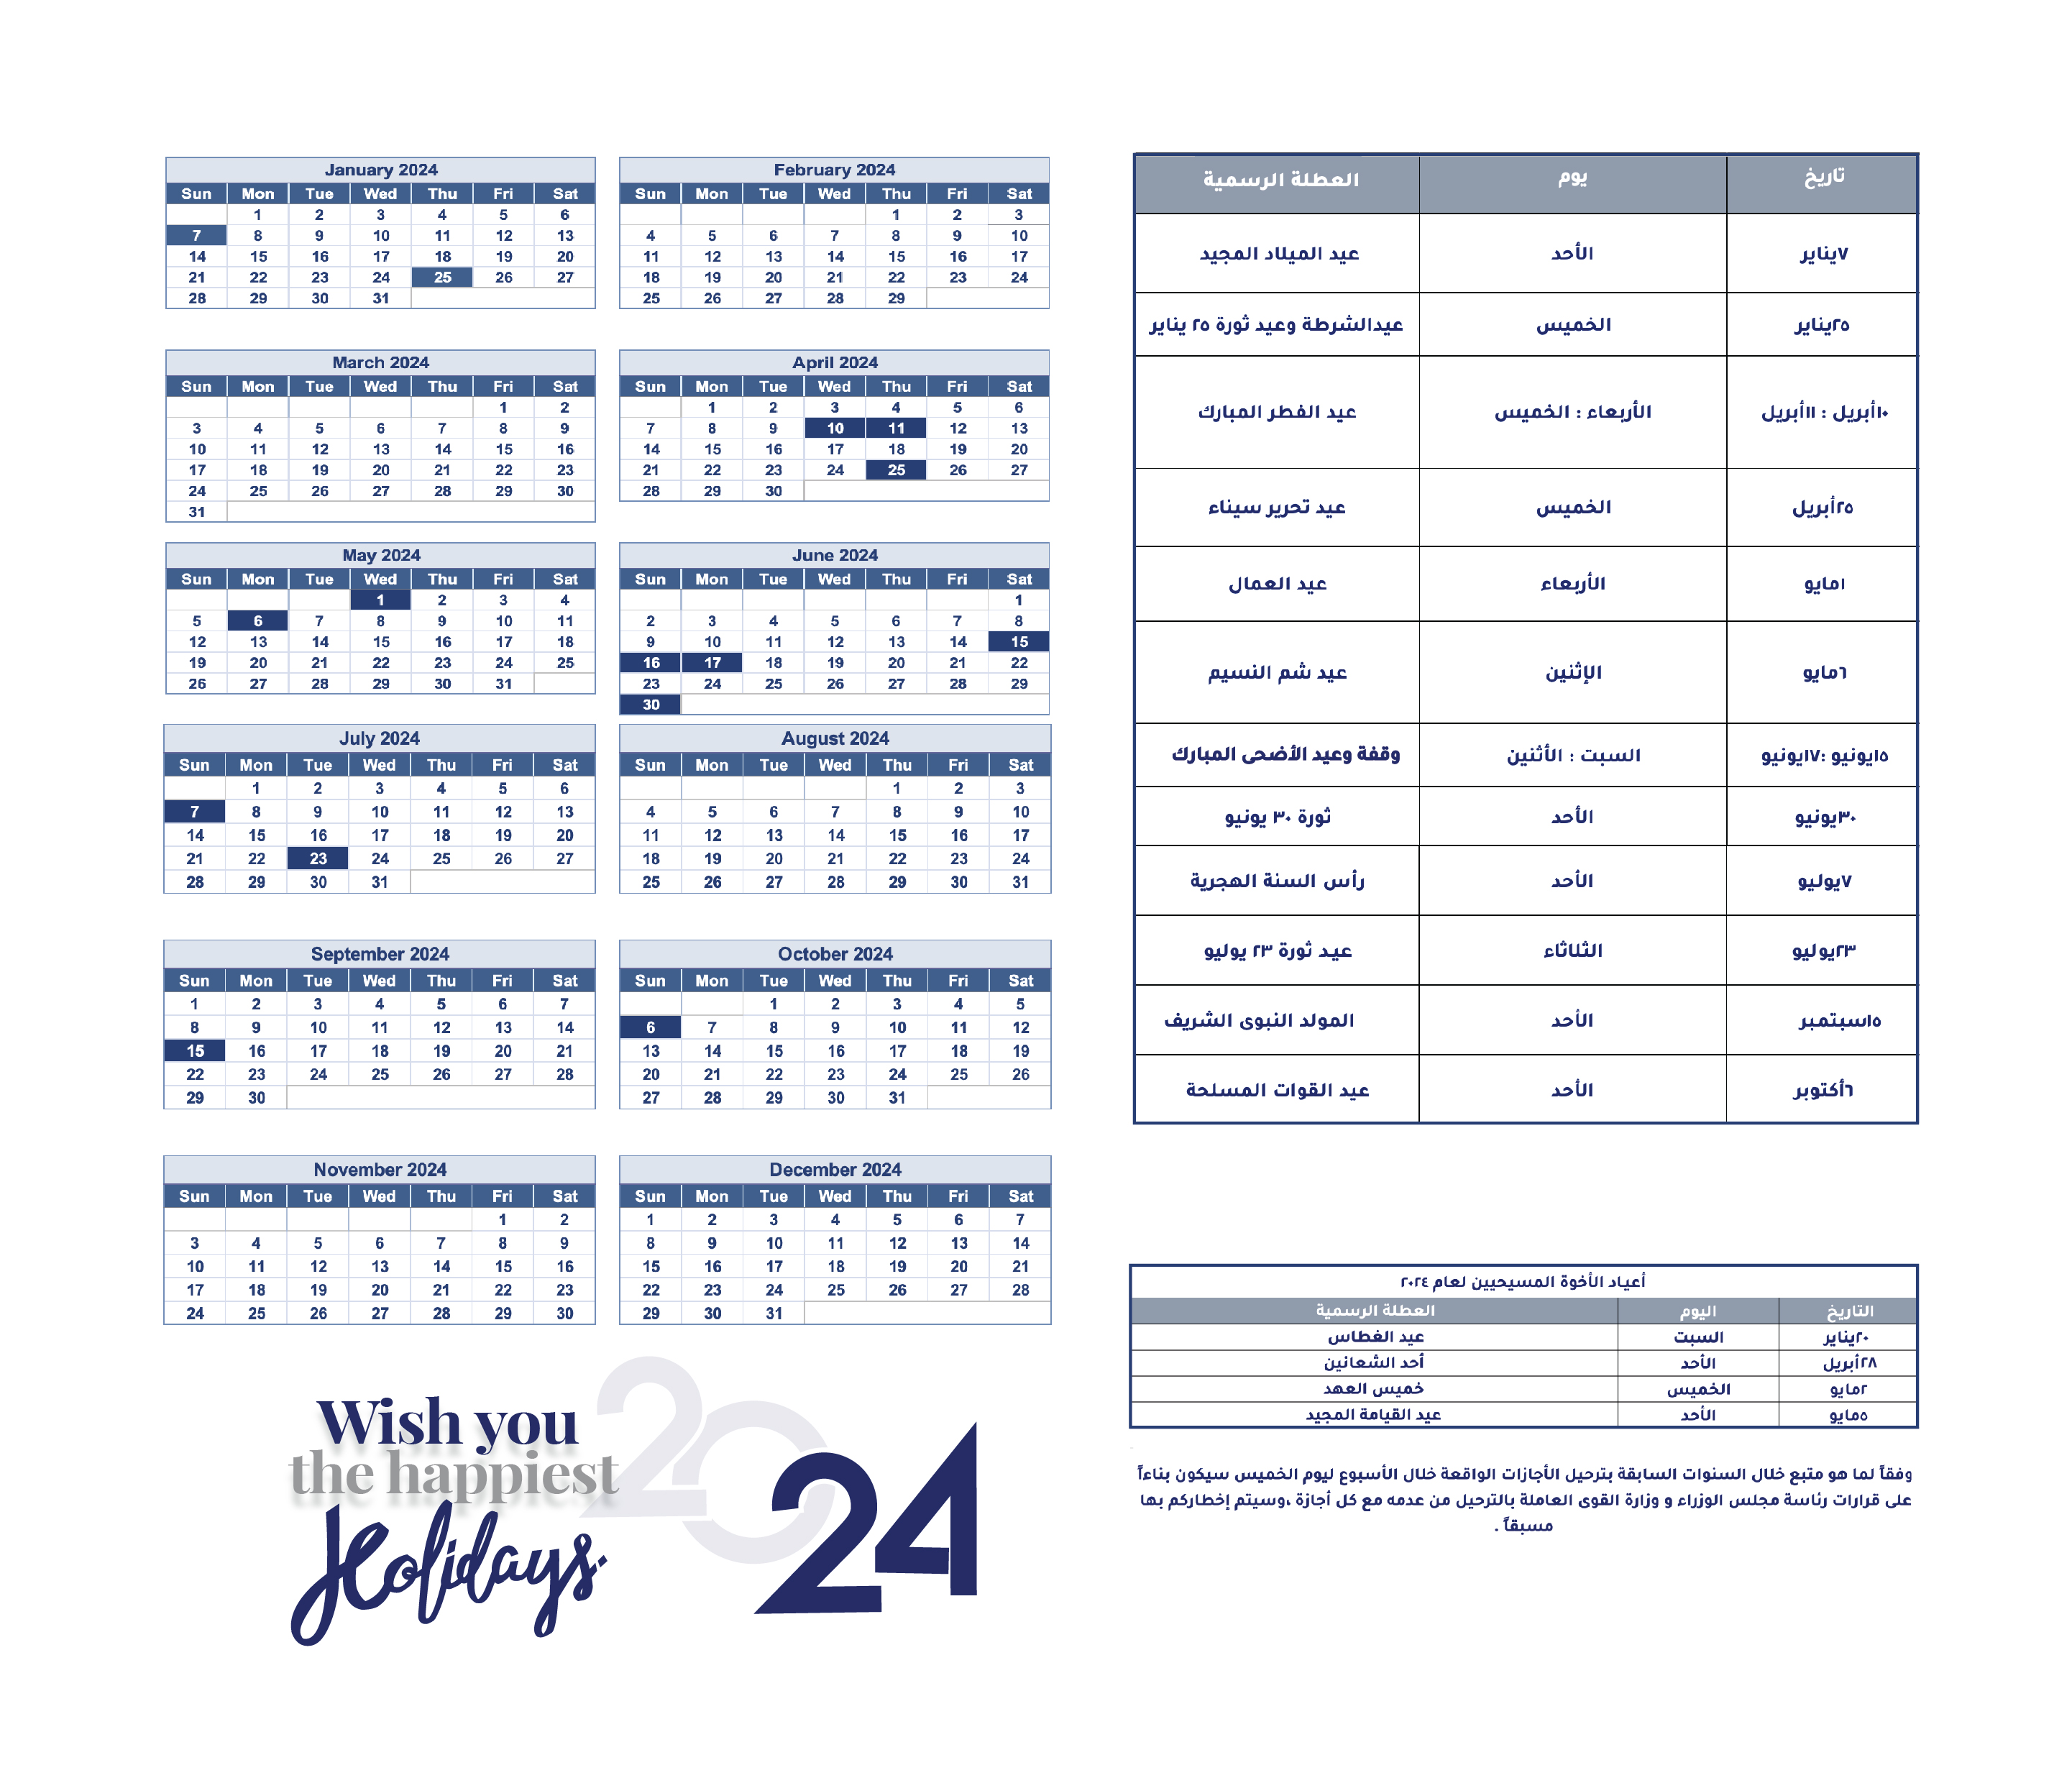 January 2024
Sun Mon Tue Wed Thu Fri Sat
1 2 3 4 5 6
7 8 9 10 11 12 13
14 15 16 17 18 19 20
21 22 23 24 25 26 27
28 29 30 31
February 2024
Sun Mon Tue Wed Thu Fri Sat
1 2 3
4 5 6 7 8 9 10
11 12 13 14 15 16 17
18 19 20 21 22 23 24
25 26 27 28 29
March 2024
Sun Mon Tue Wed Thu Fri Sat
1 2
3 4 5 6 7 8 9
10 11 12 13 14 15 16
17 18 19 20 21 22 23
24 25 26 27 28 29 30
31
April 2024
Sun Mon Tue Wed Thu Fri Sat
1 2 3 4 5 6
7 8 9 10 11 12 13
14 15 16 17 18 19 20
21 22 23 24 25 26 27
28 29 30
May 2024
Sun Mon Tue Wed Thu Fri Sat
1 2 3 4
5 6 7 8 9 10 11
12 13 14 15 16 17 18
19 20 21 22 23 24 25
26 27 28 29 30 31
June 2024
Sun Mon Tue Wed Thu Fri Sat
1
2 3 4 5 6 7 8
9 10 11 12 13 14 15
16 17 18 19 20 21 22
23 24 25 26 27 28 29
30
July 2024
Sun Mon Tue Wed Thu Fri Sat
1 2 3 4 5 6
7 8 9 10 11 12 13
14 15 16 17 18 19 20
21 22 23 24 25 26 27
28 29 30 31
August 2024
Sun Mon Tue Wed Thu Fri Sat
1 2 3
4 5 6 7 8 9 10
11 12 13 14 15 16 17
18 19 20 21 22 23 24
25 26 27 28 29 30 31
September 2024
Sun Mon Tue Wed Thu Fri Sat
1 2 3 4 5 6 7
8 9 10 11 12 13 14
15 16 17 18 19 20 21
22 23 24 25 26 27 28
29 30
October 2024
Sun Mon Tue Wed Thu Fri Sat
1 2 3 4 5
6 7 8 9 10 11 12
13 14 15 16 17 18 19
20 21 22 23 24 25 26
27 28 29 30 31
November 2024
Sun Mon Tue Wed Thu Fri Sat
1 2
3 4 5 6 7 8 9
10 11 12 13 14 15 16
17 18 19 20 21 22 23
24 25 26 27 28 29 30
December 2024
Sun Mon Tue Wed Thu Fri Sat
1 2 3 4 5 6 7
8 9 10 11 12 13 14
15 16 17 18 19 20 21
22 23 24 25 26 27 28
29 30 31
Wish you
the happiest
Holidays.
20
24
تاريخ يوم العطلة الرسمية
٧يناير الأحد عيد الميلاد المجيد
٢٥يناير الخميس عيدالشرطة وعيد ثورة ٢٥ يناير
١٠أبريل : ١١أبريل الأربعاء : الخميس عيد الفطر المبارك
٢٥أبريل الخميس عيد تحرير سيناء
١مايو الأربعاء عيد العمال
٦مايو الإثنين عيد شم النسيم
١٥يونيو :١٧يونيو السبت : الأثنين وقفة وعيد الأضحى المبارك
٣٠يونيو الأحد ثورة ٣٠ يونيو
٧يوليو الأحد رأس السنة الهجرية
٢٣يوليو الثلاثاء عيد ثورة ٢٣ يوليو
١٥سبتمبر الأحد المولد النبوى الشريف
٦أكتوبر الأحد عيد القوات المسلحة
أعياد الأخوة المسيحيين لعام ٢٠٢٤
التاريخ اليوم العطلة الرسمية
٢٠يناير السبت عيد الغطاس
٢٨أبريل الأحد أحد الشعانين
٢مايو الخميس خميس العهد
٥مايو الأحد عيد القيامة المجيد
وفقاً لما هو متبع خلال السنوات السابقة بترحيل الأجازات الواقعة خلال الأسبوع ليوم الخميس سيكون بناءاً
على قرارات رئاسة مجلس الوزراء و وزارة القوى العاملة بالترحيل من عدمه مع كل أجازة ،وسيتم إخطاركم بها
مسبقاً .